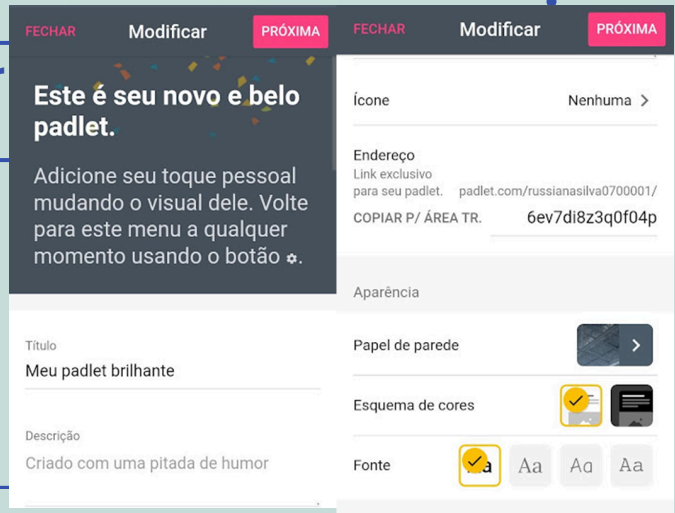 FECHAR
Modificar
PRÓXIMA
Este é seu novo e belo
padlet.
Adicione seu toque pessoal
mudando o visual dele. Volte
para este menu a qualquer
momento usando o botão .
Título
Meu padlet brilhante
Descrição
Criado com uma pitada de humor
FECHAR
Modificar
PRÓXIMA
Ícone
Nenhuma
Endereço
Link exclusivo
para seu padlet.
padlet.com/russianasilva0700001/
COPIAR P/ ÁREA TR.
6ev7di8z3q0f04p
Aparência
Papel de parede
Esquema de cores
Fonte
Aa
Aa
Aa